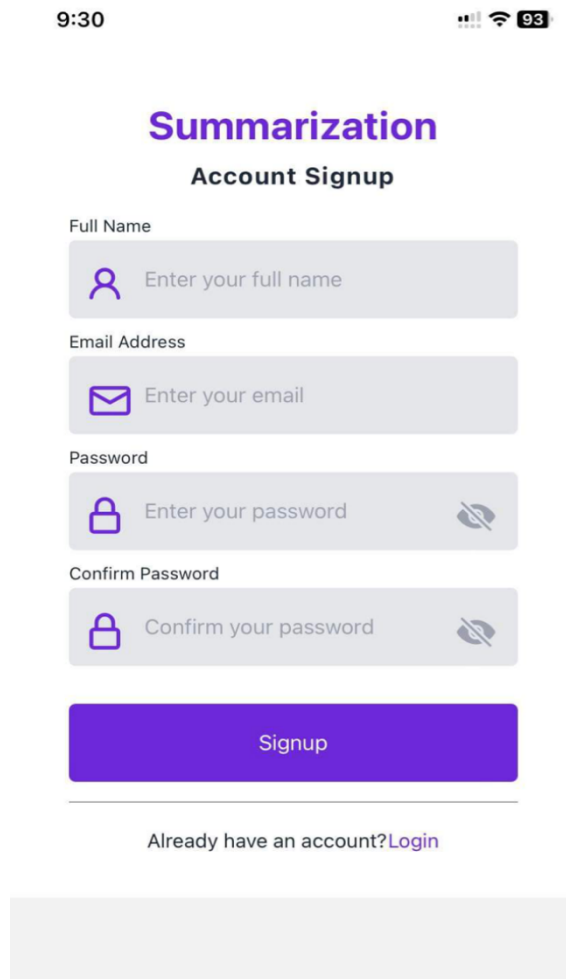 9:30
93
Summarization
Account Signup
Full Name
Enter your full name
Email Address
Enter your email
Password
Enter your password
Confirm Password
Confirm your password
Signup
Already have an account?Login